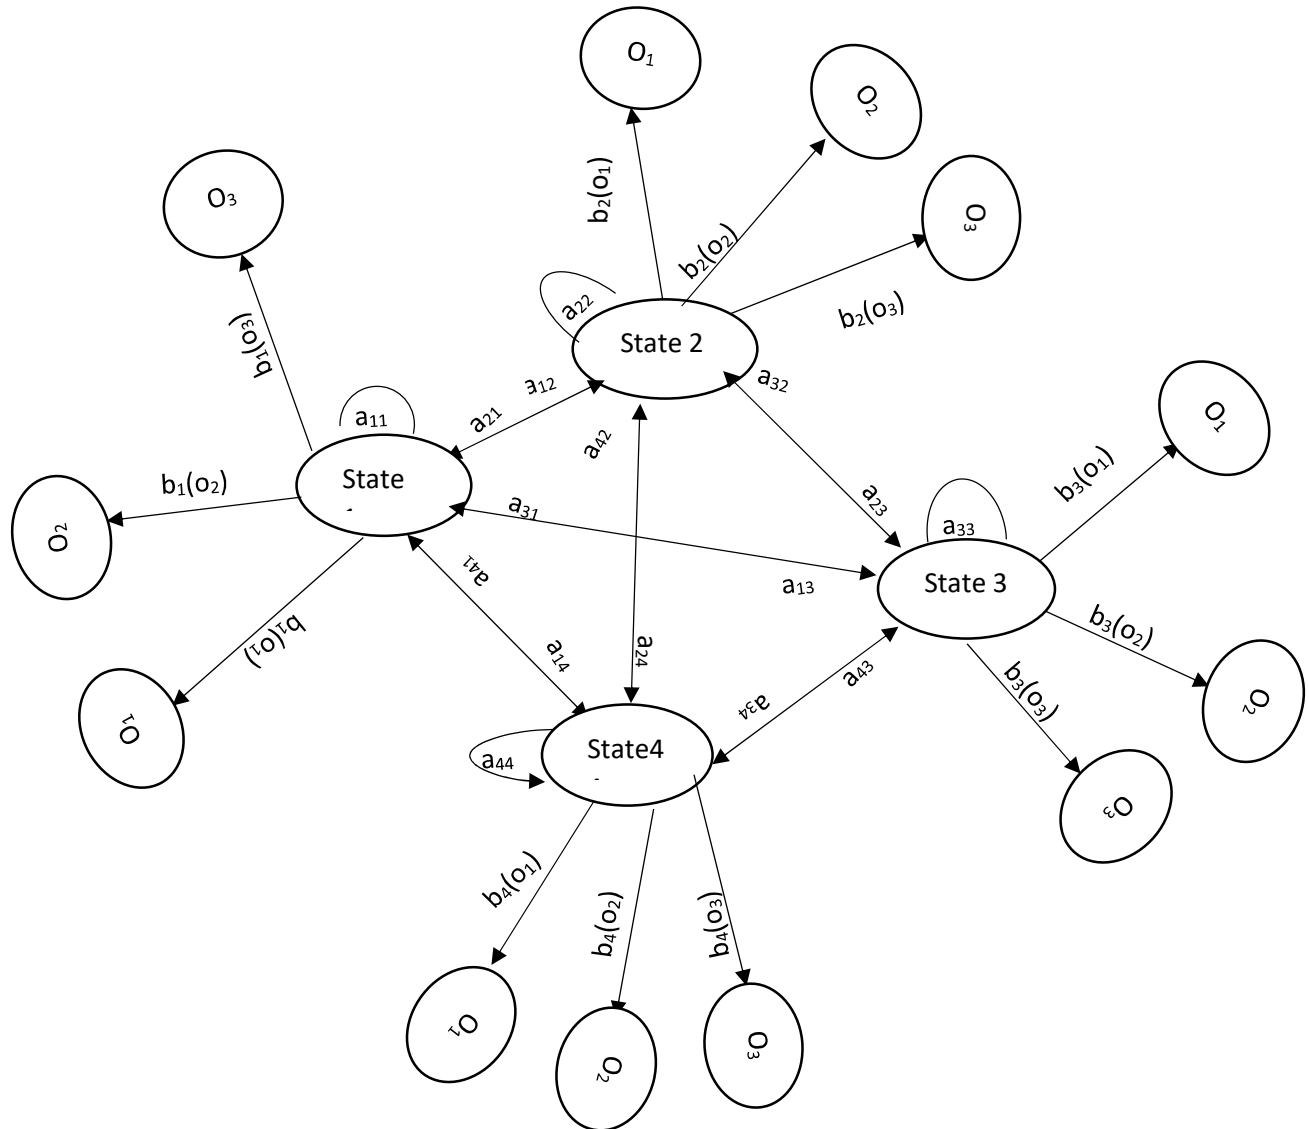 O₁
O₂
O₃
O₃
b₂(o₁)
b₂(o₂)
b₂(o₃)
b₁(o₃)
a₂₂
State 2
a₁₂
a₂₁
a₃₂
a₁₁
a₄₂
State
b₁(o₂)
O₂
b₁(o₁)
O₁
a₃₁
a₁₃
a₂₃
a₃₃
State 3
b₃(o₁)
O₁
b₃(o₂)
O₂
b₃(o₃)
O₃
a₄₁
a₁₄
a₂₄
a₃₄
a₄₃
State4
a₄₄
b₄(o₁)
b₄(o₂)
b₄(o₃)
O₁
O₂
O₃